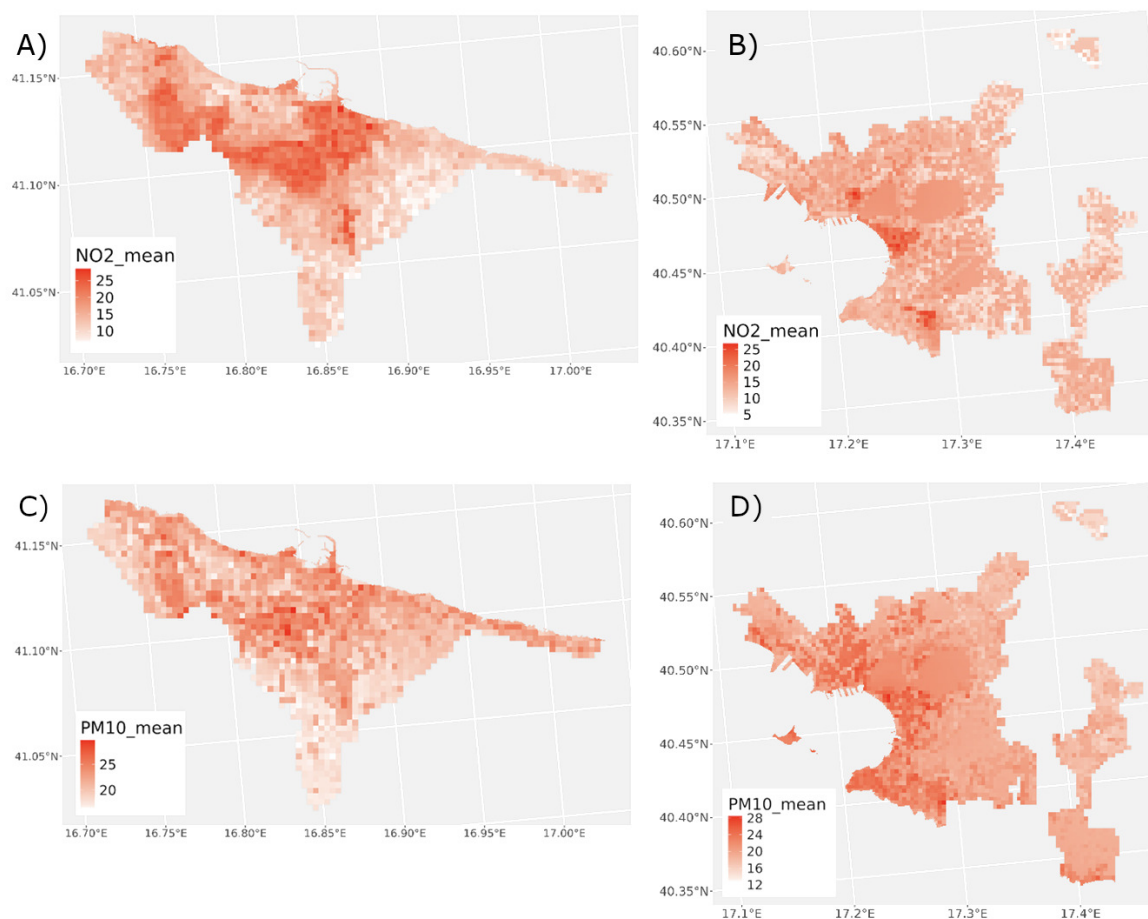 A)
41.15°N
41.10°N
41.05°N
NO2_mean
25
20
15
10
16.70°E 16.75°E 16.80°E 16.85°E 16.90°E 16.95°E 17.00°E
B)
40.60°N
40.55°N
40.50°N
40.45°N
40.40°N
40.35°N
NO2_mean
25
20
15
10
5
17.1°E 17.2°E 17.3°E 17.4°E
C)
41.15°N
41.10°N
41.05°N
PM10_mean
25
20
16.70°E 16.75°E 16.80°E 16.85°E 16.90°E 16.95°E 17.00°E
D)
40.60°N
40.55°N
40.50°N
40.45°N
40.40°N
40.35°N
PM10_mean
28
24
20
16
12
17.1°E 17.2°E 17.3°E 17.4°E